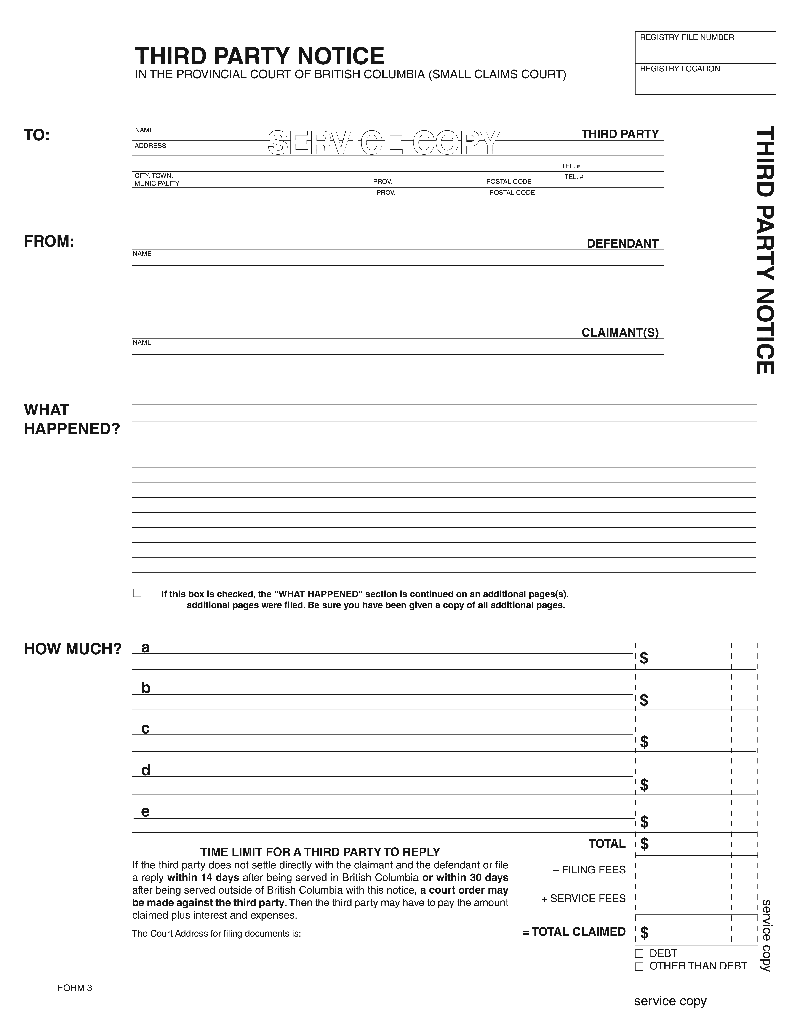 REGISTRY FILE NUMBER
THIRD PARTY NOTICE
IN THE PROVINCIAL COURT OF BRITISH COLUMBIA (SMALL CLAIMS COURT)
REGISTRY LOCATION
TO:
NAME
SERVICE COPY
THIRD PARTY
ADDRESS
TEL. #
CITY, TOWN,
MUNICIPALITY
PROV.
POSTAL CODE
TEL. #
PROV.
POSTAL CODE
THIRD PARTY NOTICE
FROM:
DEFENDANT
NAME
CLAIMANT(S)
NAME
WHAT
HAPPENED?
If this box is checked, the "WHAT HAPPENED" section is continued on an additional pages(s).
additional pages were filed. Be sure you have been given a copy of all additional pages.
HOW MUCH?
a
$
b
$
c
$
d
$
e
$
TOTAL $
TIME LIMIT FOR A THIRD PARTY TO REPLY
If the third party does not settle directly with the claimant and the defendant or file
a reply within 14 days after being served in British Columbia or within 30 days
after being served outside of British Columbia with this notice, a court order may
be made against the third party. Then the third party may have to pay the amount
claimed plus interest and expenses.
The Court Address for filing documents is:
– FILING FEES
+ SERVICE FEES
= TOTAL CLAIMED $
DEBT
OTHER THAN DEBT
service copy
FORM 3
service copy